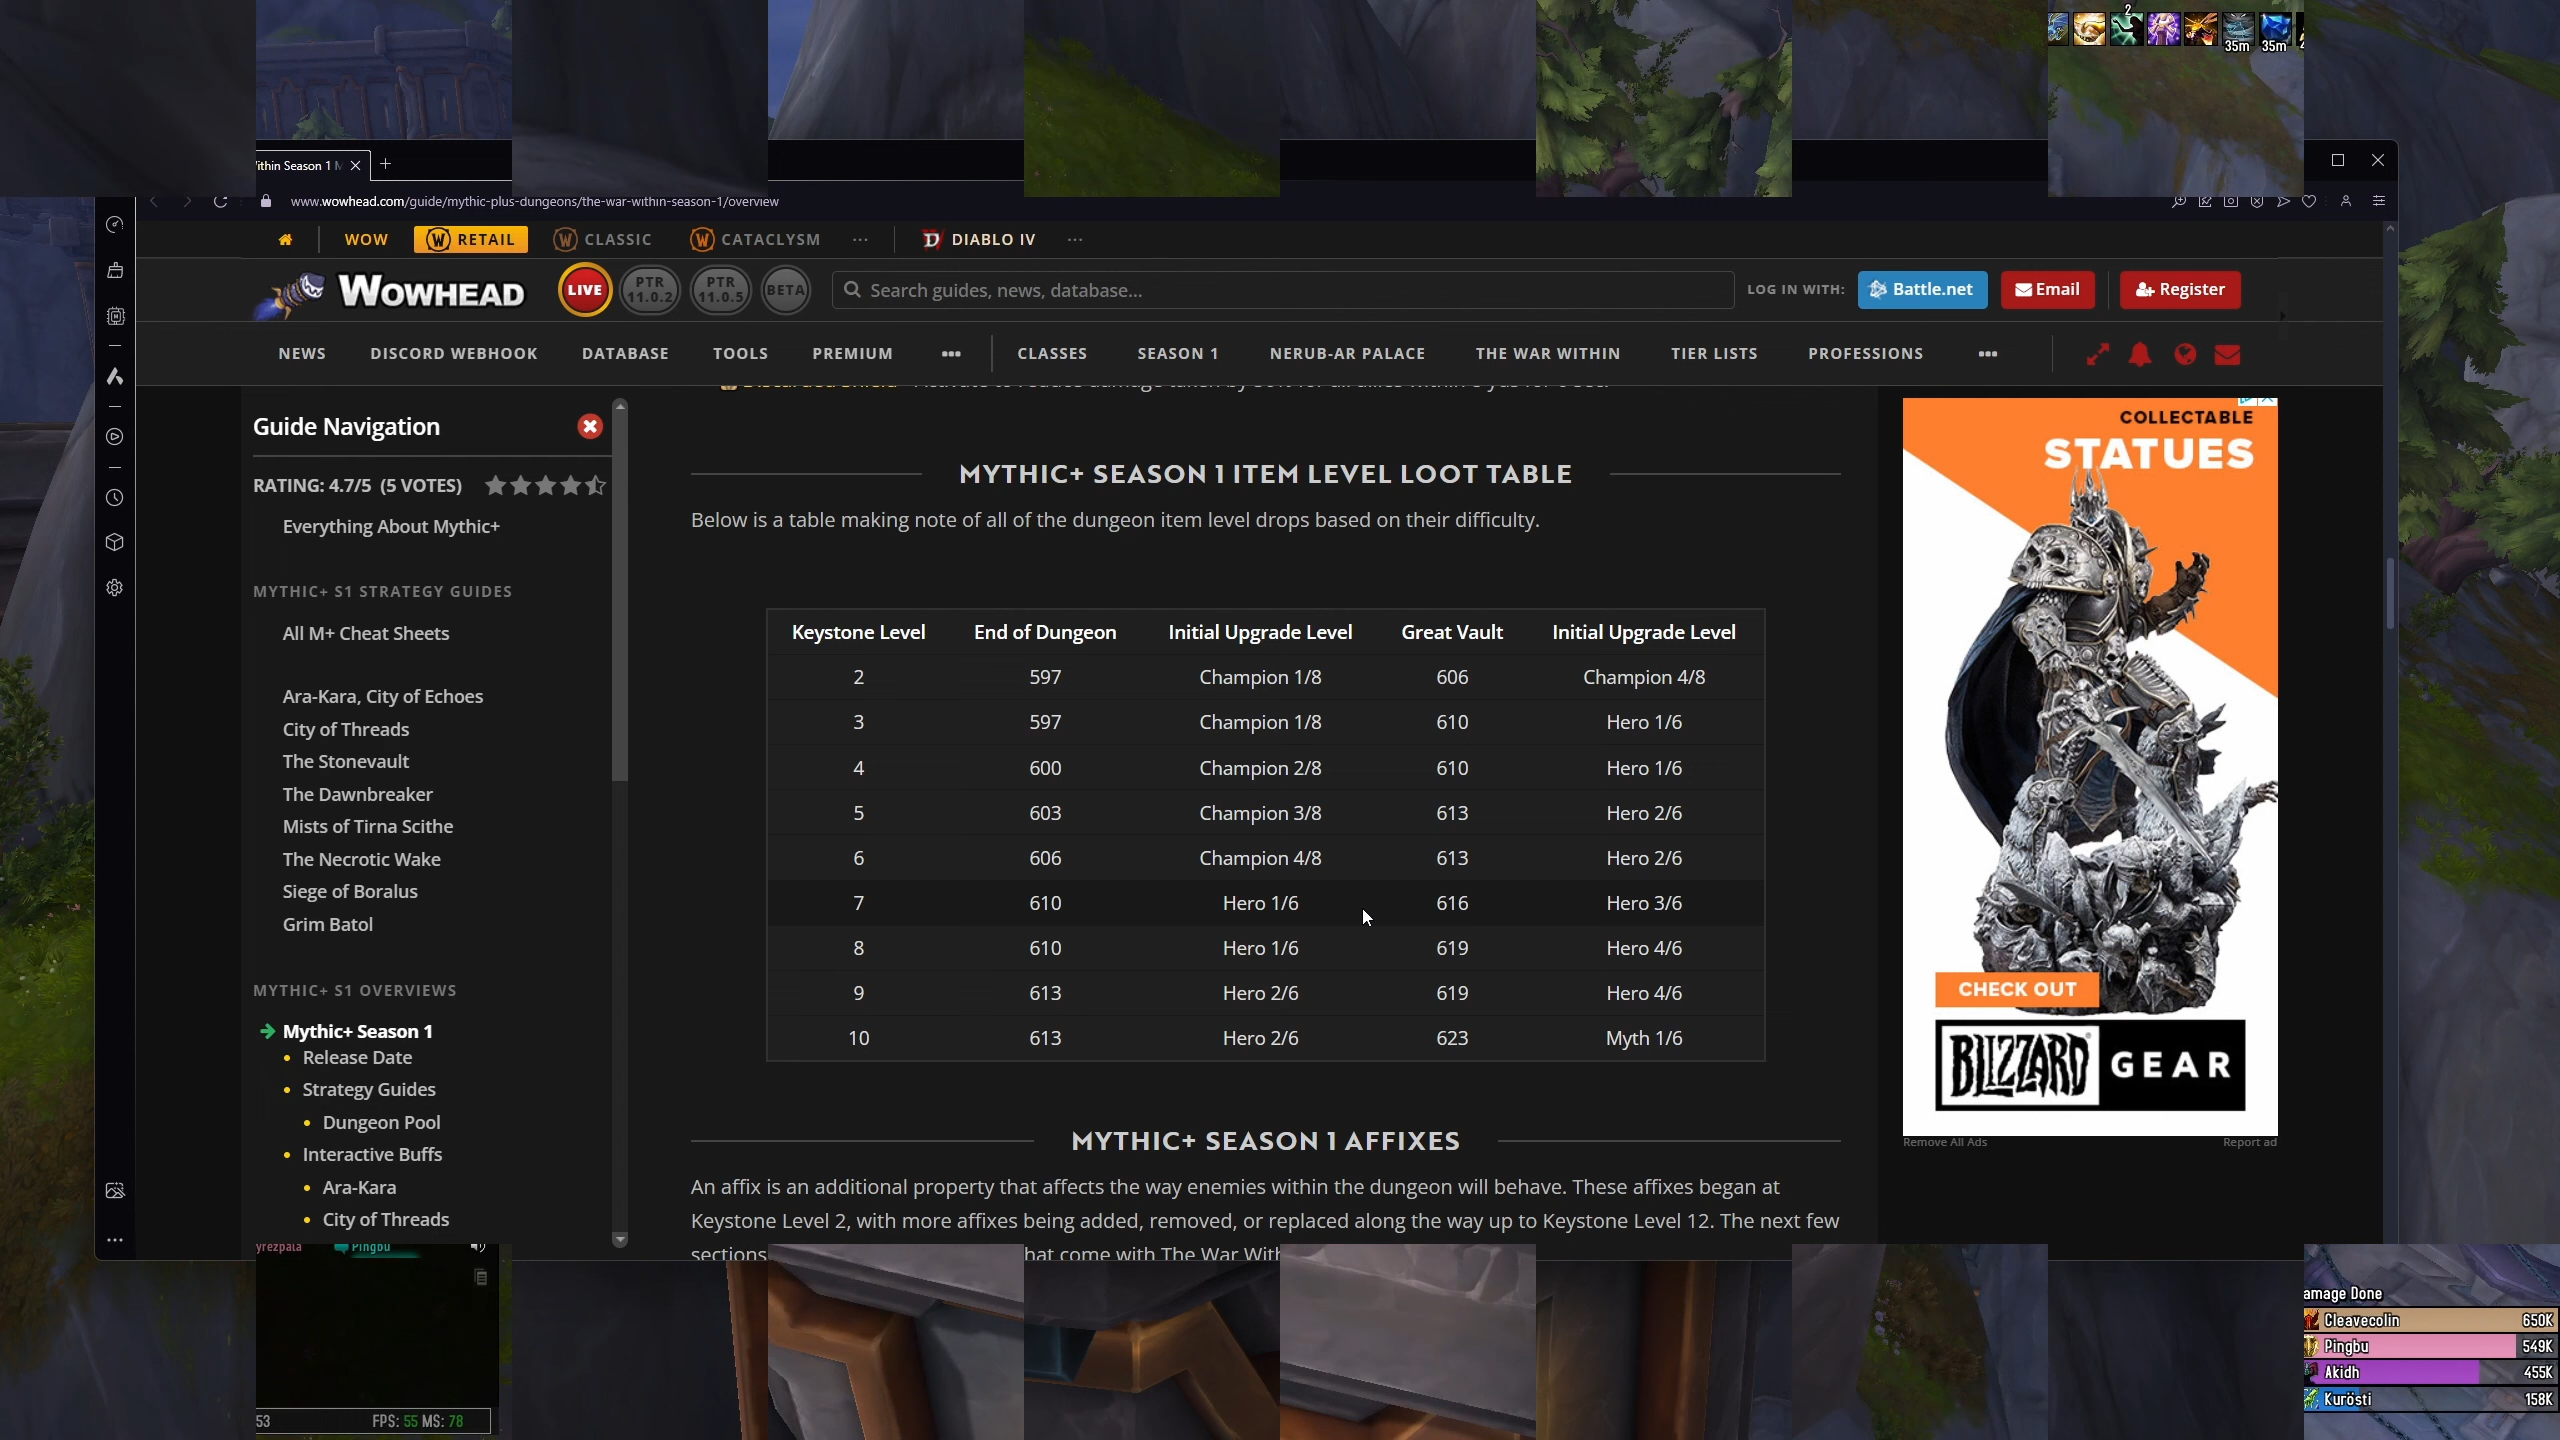 2
35m 35m
ithin Season 1
www.wowhead.com/guide/mythic-plus-dungeons/the-war-within-season-1/overview
WOW RETAIL CLASSIC CATACLYSM ... DIABLO IV ...
WOWHEAD LIVE PTR 11.0.2 PTR 11.0.5 BETA Search guides, news, database... LOG IN WITH: Battle.net Email Register
NEWS DISCORD WEBHOOK DATABASE TOOLS PREMIUM ... CLASSES SEASON 1 NERUB-AR PALACE THE WAR WITHIN TIER LISTS PROFESSIONS ...
Guide Navigation
RATING: 4.7/5 (5 VOTES)
Everything About Mythic+
MYTHIC+ S1 STRATEGY GUIDES
All M+ Cheat Sheets
Ara-Kara, City of Echoes
City of Threads
The Stonevault
The Dawnbreaker
Mists of Tirna Scithe
The Necrotic Wake
Siege of Boralus
Grim Batol
MYTHIC+ S1 OVERVIEWS
Mythic+ Season 1
Release Date
Strategy Guides
Dungeon Pool
Interactive Buffs
Ara-Kara
City of Threads
MYTHIC+ SEASON 1 ITEM LEVEL LOOT TABLE
Below is a table making note of all of the dungeon item level drops based on their difficulty.
Keystone Level End of Dungeon Initial Upgrade Level Great Vault Initial Upgrade Level
2 597 Champion 1/8 606 Champion 4/8
3 597 Champion 1/8 610 Hero 1/6
4 600 Champion 2/8 610 Hero 1/6
5 603 Champion 3/8 613 Hero 2/6
6 606 Champion 4/8 613 Hero 2/6
7 610 Hero 1/6 616 Hero 3/6
8 610 Hero 1/6 619 Hero 4/6
9 613 Hero 2/6 619 Hero 4/6
10 613 Hero 2/6 623 Myth 1/6
MYTHIC+ SEASON 1 AFFIXES
An affix is an additional property that affects the way enemies within the dungeon will behave. These affixes began at
Keystone Level 2, with more affixes being added, removed, or replaced along the way up to Keystone Level 12. The next few
sections hat come with The War With
COLLECTABLE
STATUES
CHECK OUT
BLIZZARD GEAR
Remove All Ads Report ad
yrezpala Pingbu
53 FPS: 55 MS: 78
amage Done
Cleavecolin 650K
Pingbu 549K
Akidh 455K
Kurösti 158K